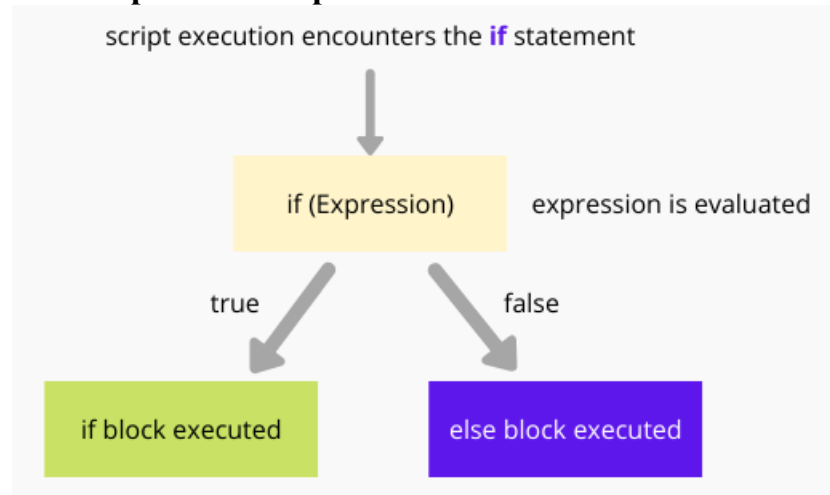 script execution encounters the if statement
if (Expression)
expression is evaluated
true
false
if block executed
else block executed